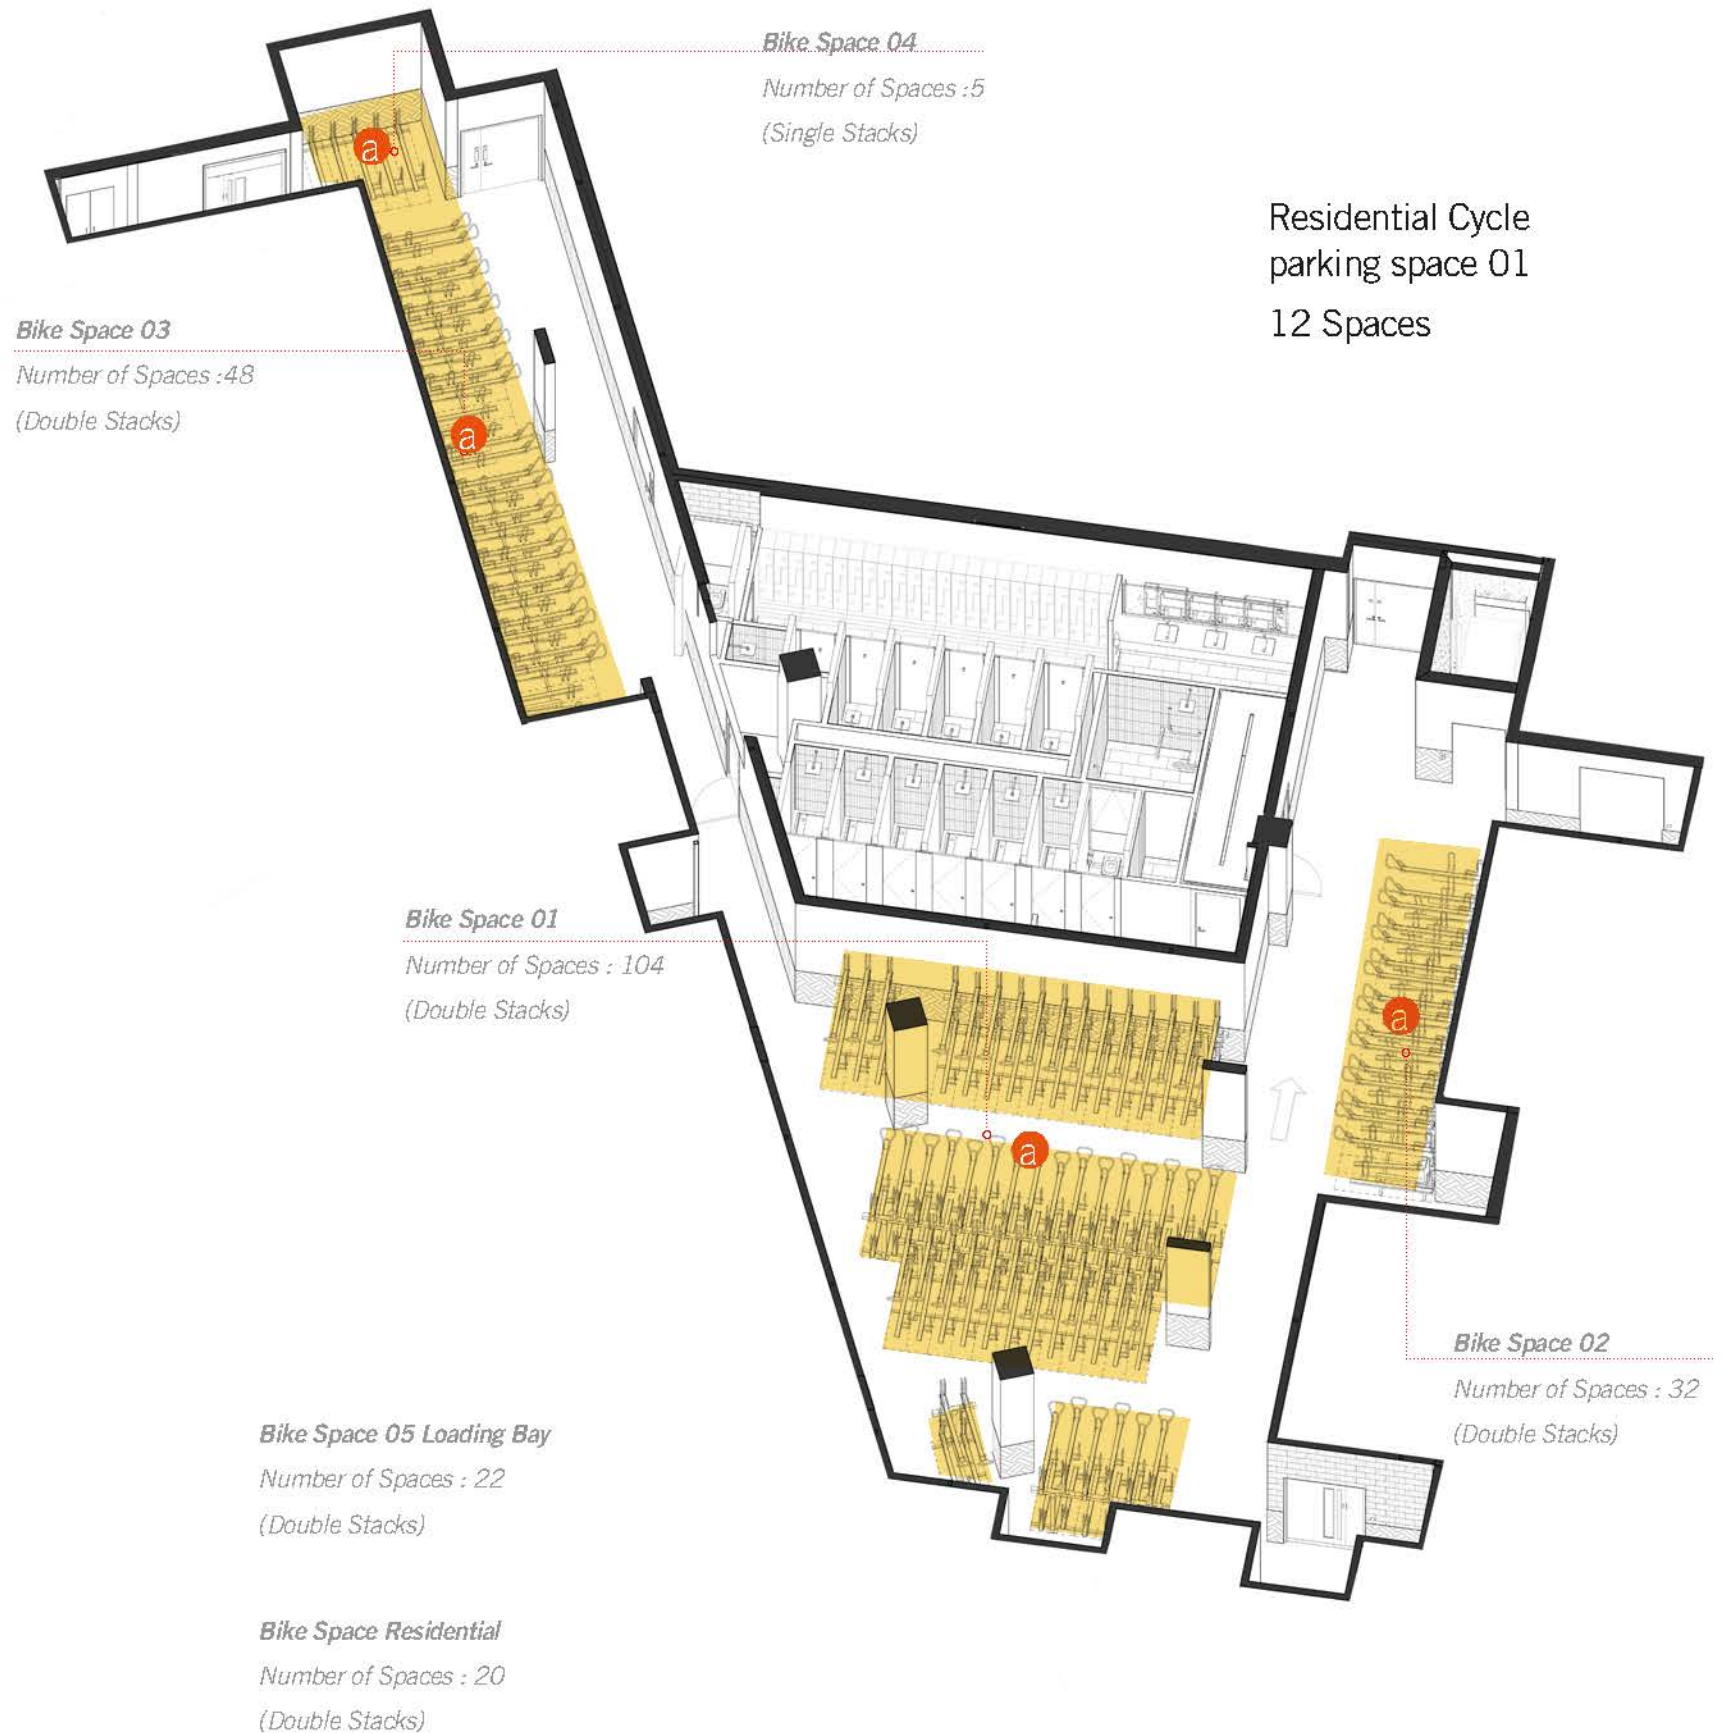 Bike Space 04
Number of Spaces :5
(Single Stacks)
Residential Cycle
parking space 01
12 Spaces
Bike Space 03
Number of Spaces :48
(Double Stacks)
a
a
Bike Space 01
Number of Spaces : 104
(Double Stacks)
a
a
Bike Space 02
Number of Spaces : 32
(Double Stacks)
Bike Space 05 Loading Bay
Number of Spaces : 22
(Double Stacks)
Bike Space Residential
Number of Spaces : 20
(Double Stacks)